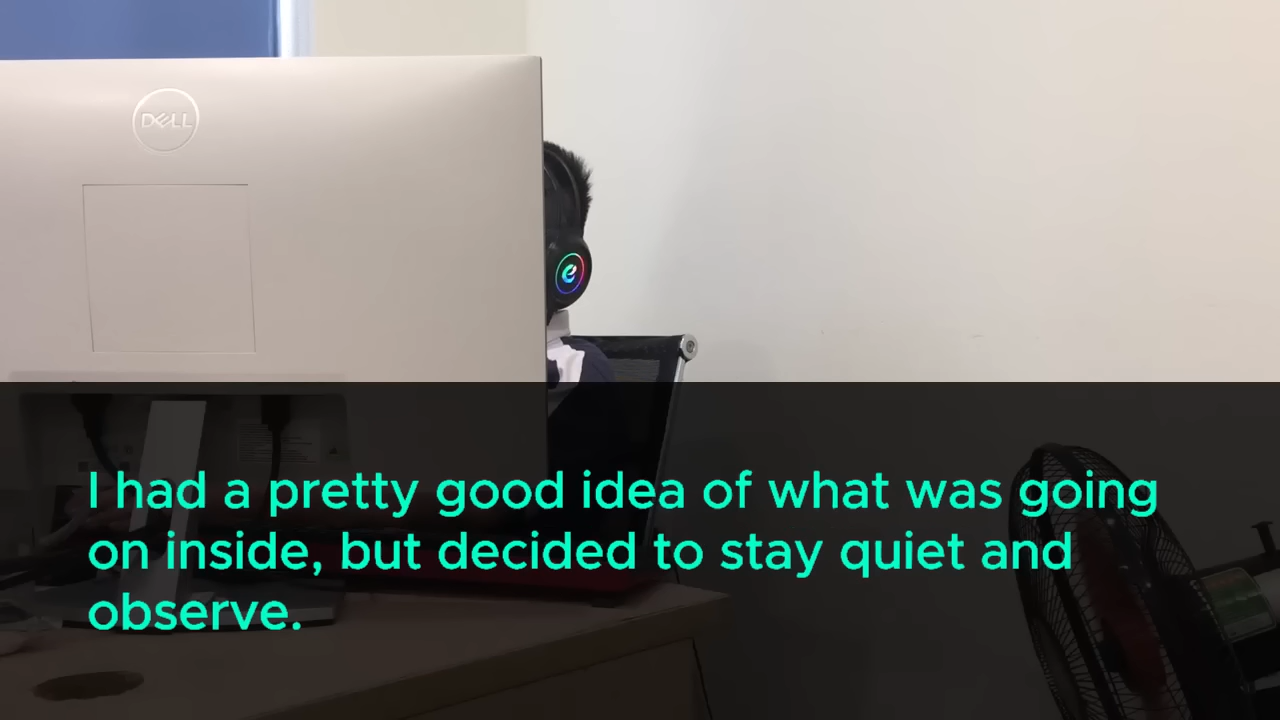 DELL
I had a pretty good idea of what was going
on inside, but decided to stay quiet and
observe.